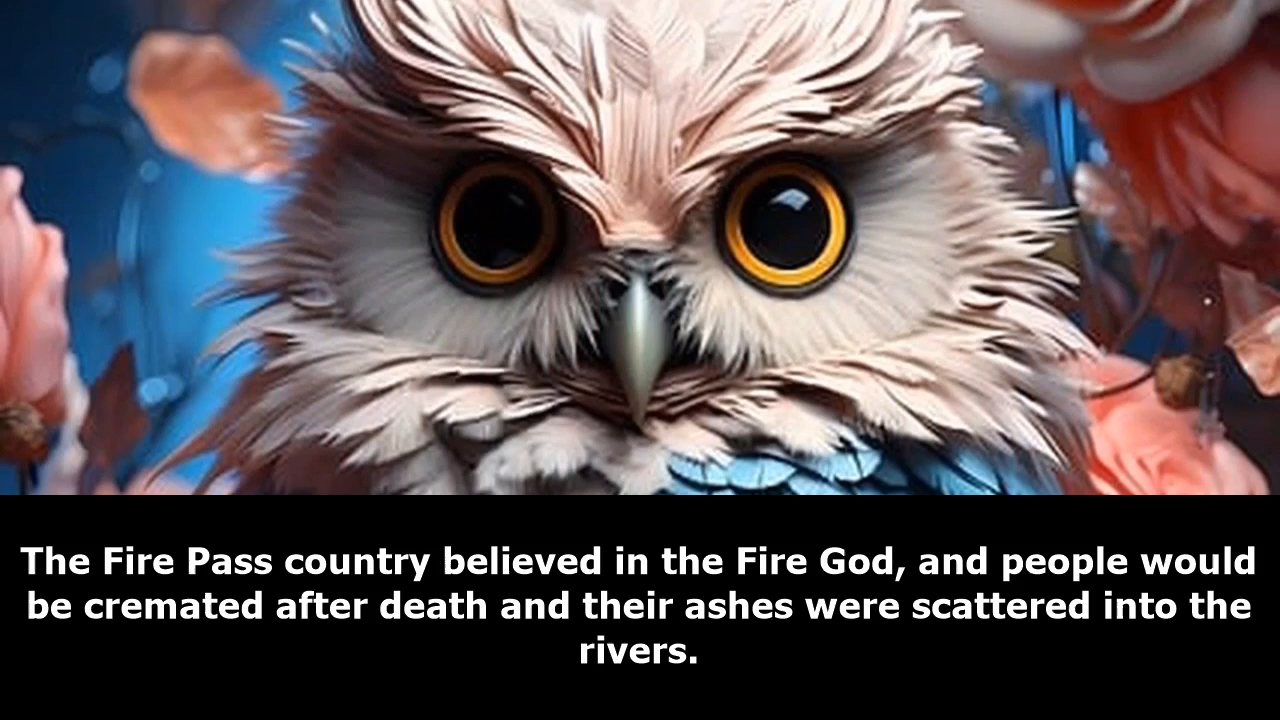 The Fire Pass country believed in the Fire God, and people would
be cremated after death and their ashes were scattered into the
rivers.